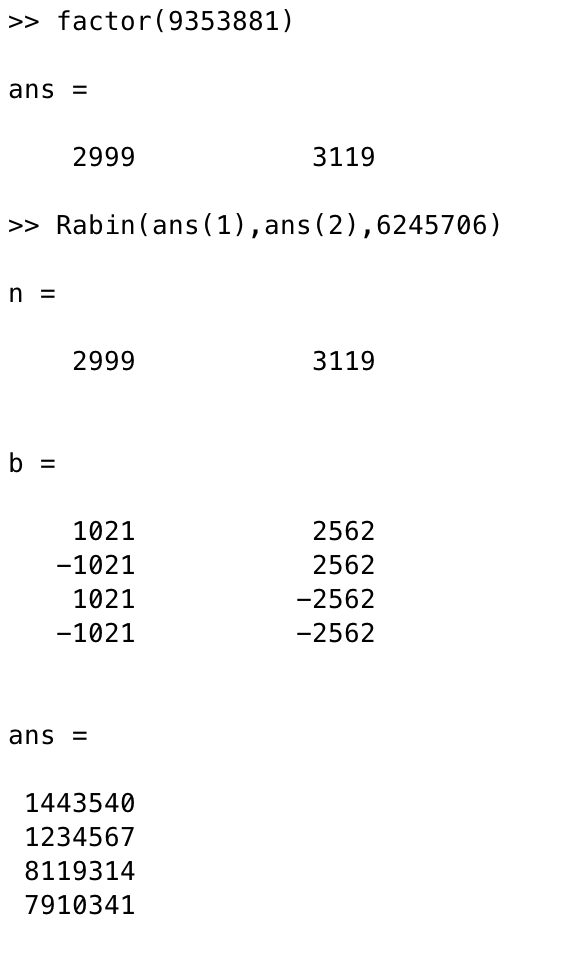 >> factor(9353881)
ans =
2999 3119
>> Rabin(ans(1),ans(2),6245706)
n =
2999 3119
b =
1021 2562
−1021 2562
1021 −2562
−1021 −2562
ans =
1443540
1234567
8119314
7910341